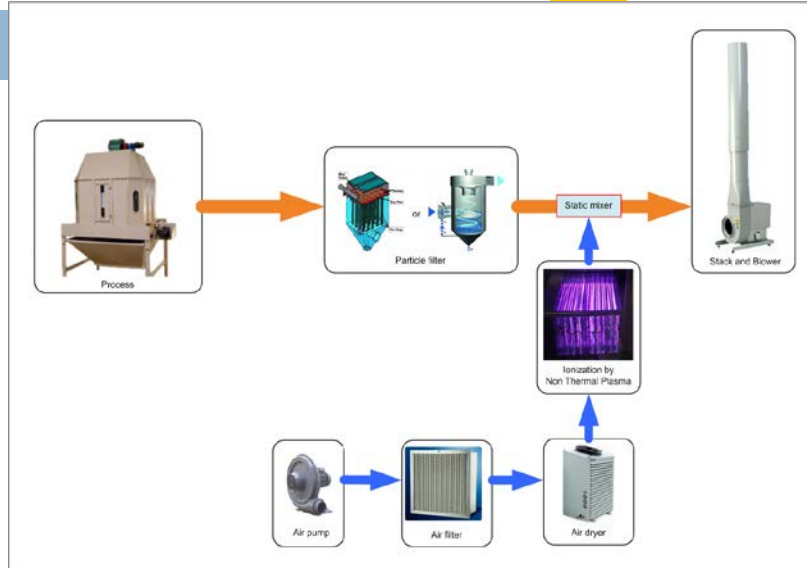 Process
or
Particle filter
Static mixer
Stack and Blower
Ionization by
Non Thermal Plasma
Air pump
Air filter
Air dryer